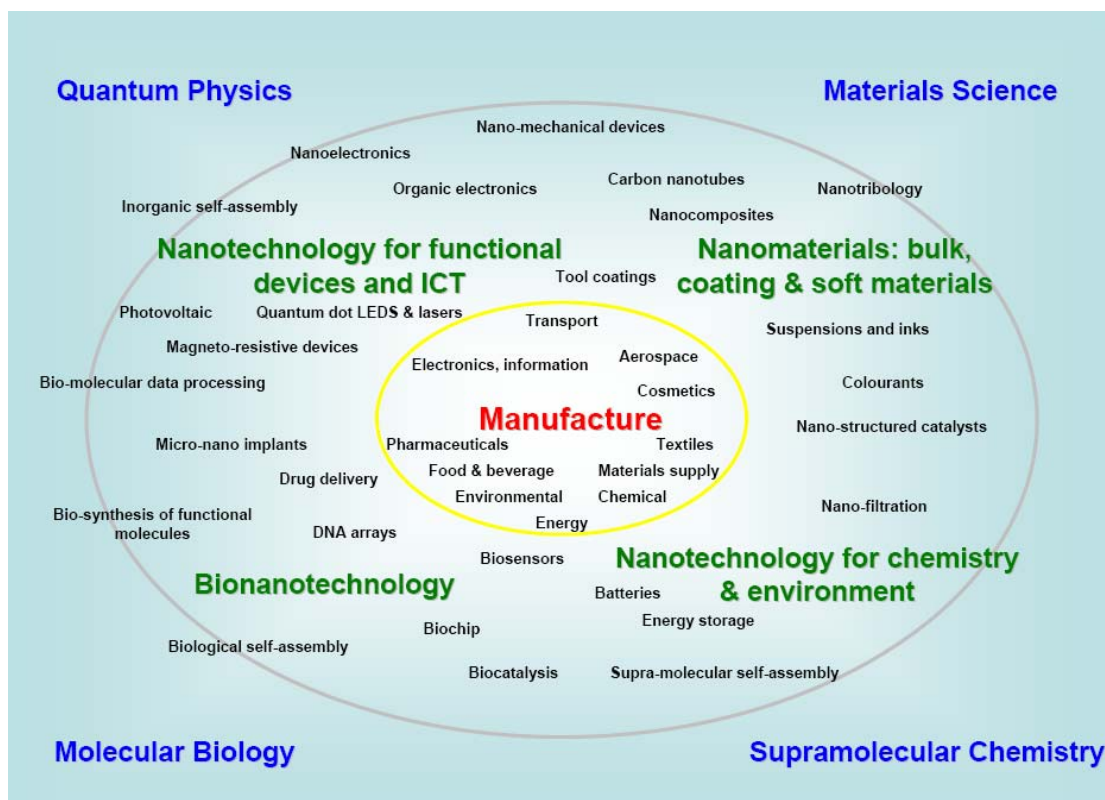 Quantum Physics
Materials Science
Nano-mechanical devices
Nanoelectronics
Organic electronics
Carbon nanotubes
Nanotribology
Inorganic self-assembly
Nanocomposites
Nanotechnology for functional
devices and ICT
Nanomaterials: bulk,
coating & soft materials
Tool coatings
Photovoltaic
Quantum dot LEDS & lasers
Transport
Suspensions and inks
Magneto-resistive devices
Electronics, information
Aerospace
Bio-molecular data processing
Cosmetics
Colourants
Manufacture
Nano-structured catalysts
Micro-nano implants
Pharmaceuticals
Textiles
Drug delivery
Food & beverage
Materials supply
Environmental
Chemical
Nano-filtration
Bio-synthesis of functional
molecules
DNA arrays
Energy
Biosensors
Nanotechnology for chemistry
& environment
Bionanotechnology
Batteries
Energy storage
Biochip
Biological self-assembly
Biocatalysis
Supra-molecular self-assembly
Molecular Biology
Supramolecular Chemistry